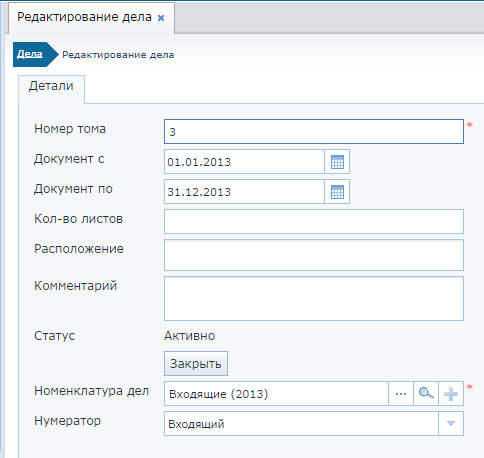 Редактирование дела
Дела Редактирование дела
Детали
Номер тома 3 *
Документ с 01.01.2013
Документ по 31.12.2013
Кол-во листов
Расположение
Комментарий
Статус Активно
Закрыть
Номенклатура дел Входящие (2013) ... *
Нумератор Входящий